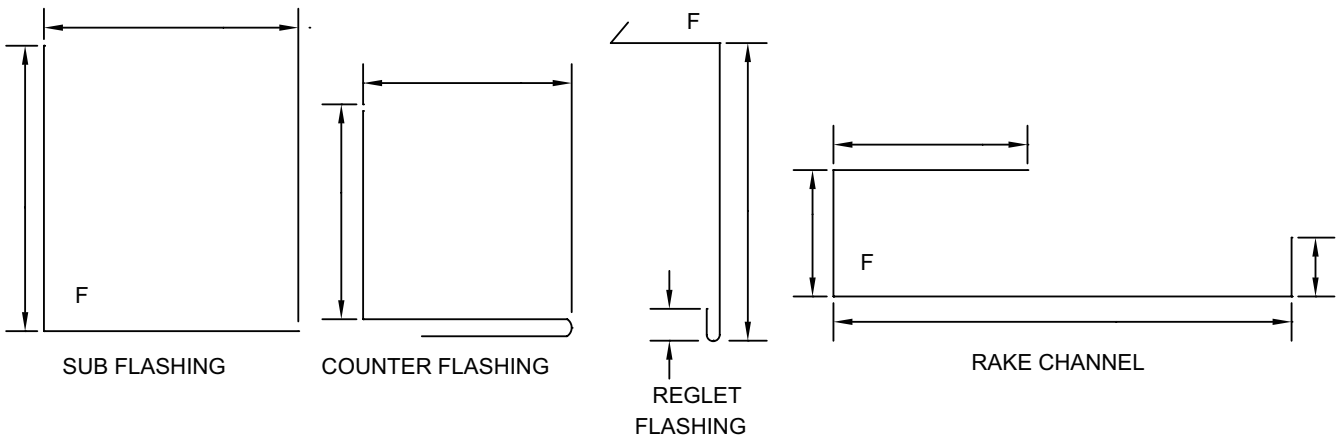 F
SUB FLASHING
COUNTER FLASHING
F
REGLET
FLASHING
F
RAKE CHANNEL